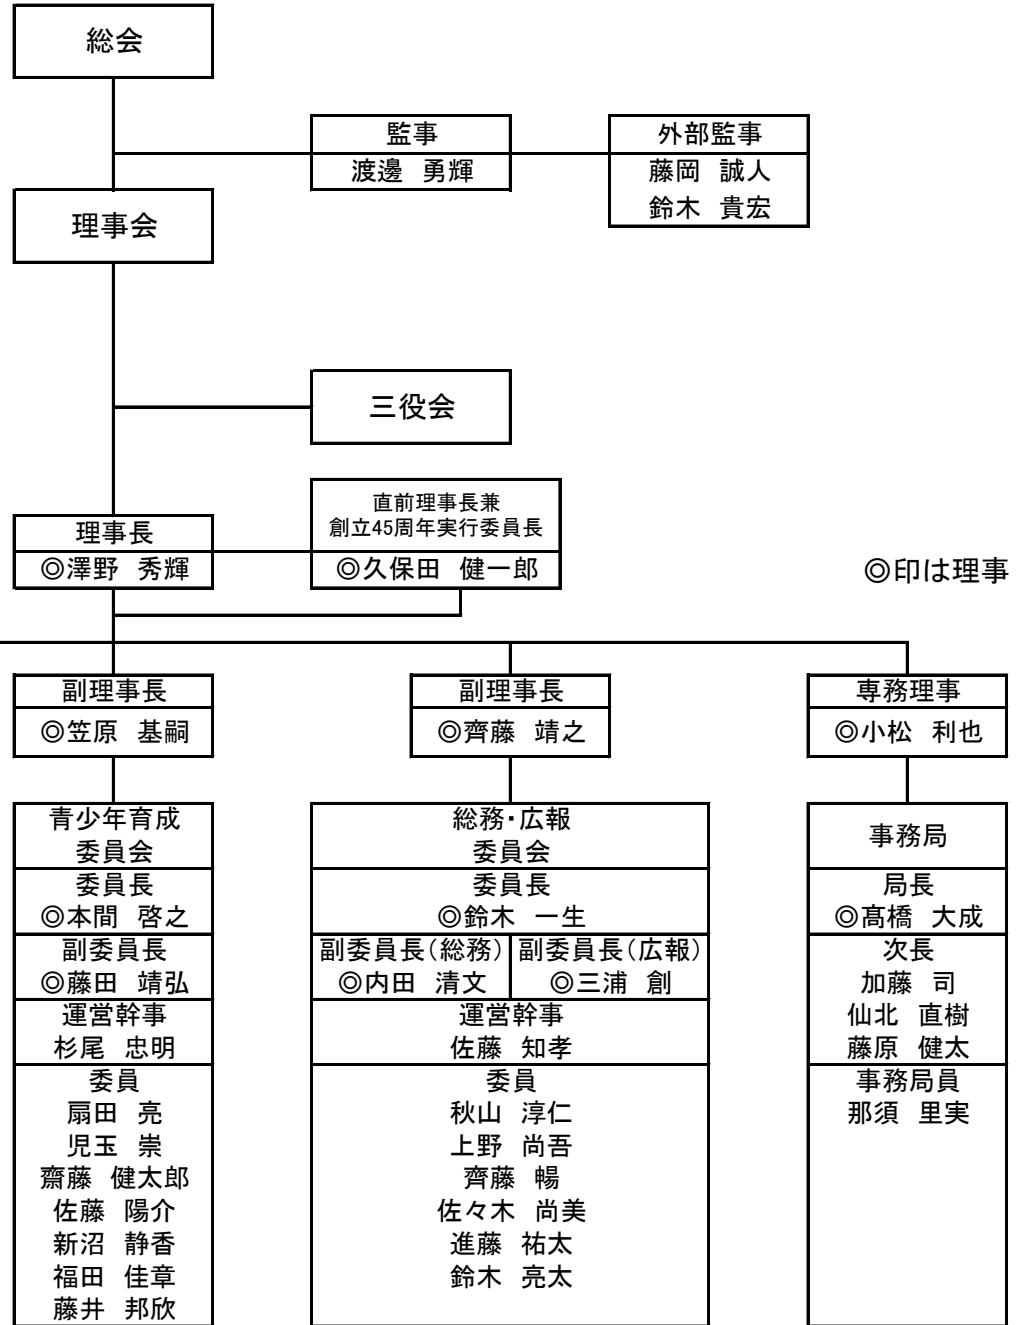 総会
監事
渡邊 勇輝
外部監事
藤岡 誠人
鈴木 貴宏
理事会
三役会
理事長
◎澤野 秀輝
直前理事長兼
創立45周年実行委員長
◎久保田 健一郎
◎印は理事
副理事長
◎笠原 基嗣
副理事長
◎齊藤 靖之
専務理事
◎小松 利也
青少年育成
委員会
委員長
◎本間 啓之
副委員長
◎藤田 靖弘
運営幹事
杉尾 忠明
委員
扇田 亮
児玉 崇
齋藤 健太郎
佐藤 陽介
新沼 静香
福田 佳章
藤井 邦欣
総務・広報
委員会
委員長
◎鈴木 一生
副委員長(総務)
◎内田 清文
副委員長(広報)
◎三浦 創
運営幹事
佐藤 知孝
委員
秋山 淳仁
上野 尚吾
齊藤 暢
佐々木 尚美
進藤 祐太
鈴木 亮太
事務局
局長
◎髙橋 大成
次長
加藤 司
仙北 直樹
藤原 健太
事務局員
那須 里実